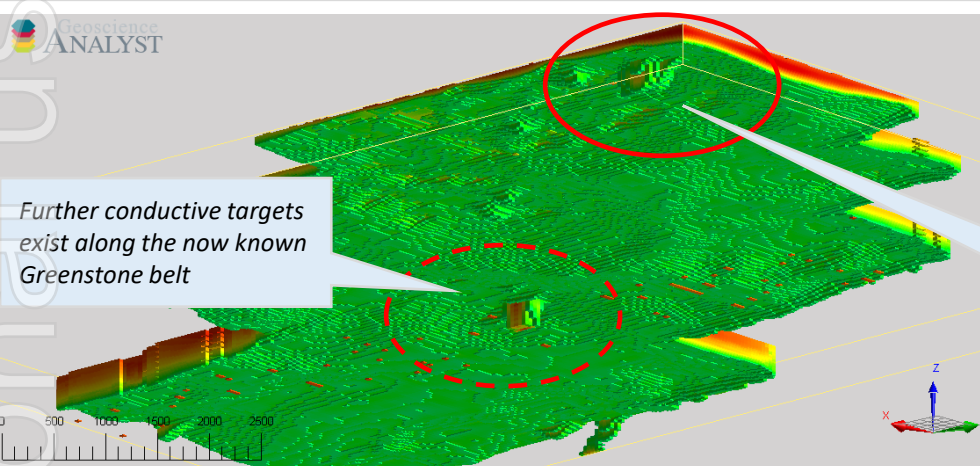 Geoscience
ANALYST
Further conductive targets
exist along the now known
Greenstone belt
0 500 1000 1500 2000 2500
Z
X